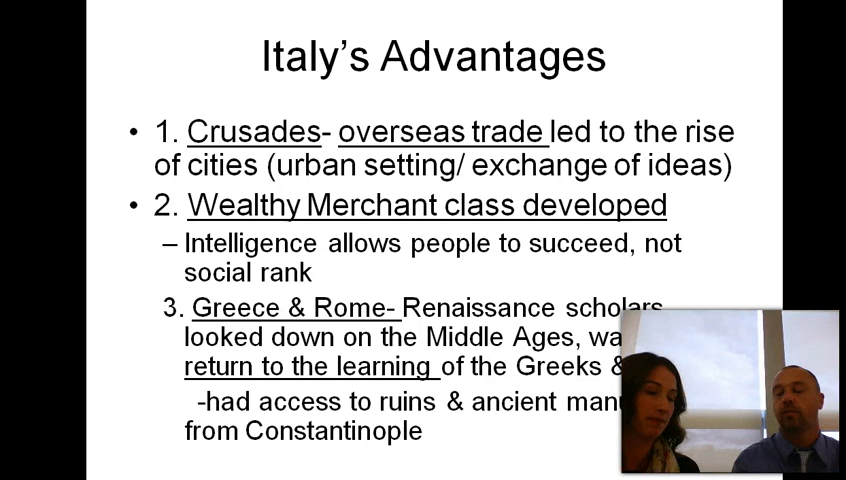 Italy's Advantages
• 1. Crusades- overseas trade led to the rise
of cities (urban setting/ exchange of ideas)
• 2. Wealthy Merchant class developed
– Intelligence allows people to succeed, not
social rank
3. Greece & Rome- Renaissance scholars
looked down on the Middle Ages,
return to the learning of the Greeks &
-had access to ruins & ancient
from Constantinople